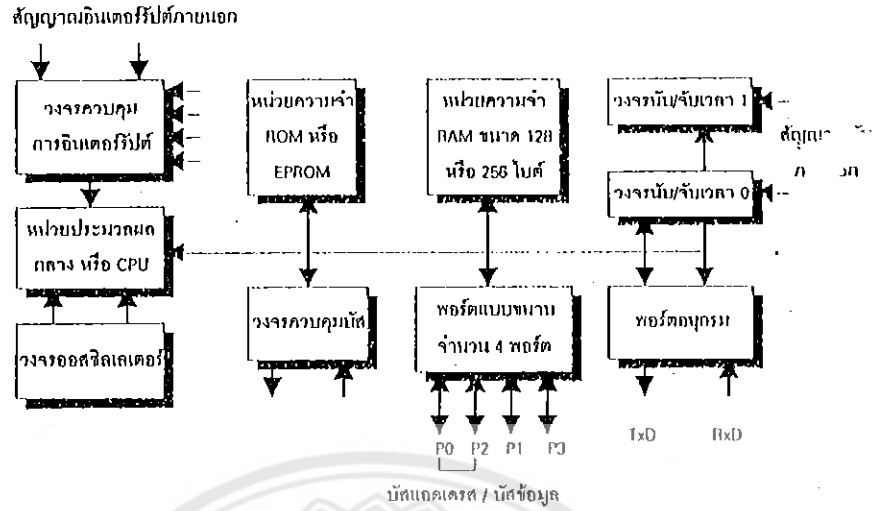 สัญญาณอินเตอร์รัปต์ภายนอก
วงจรควบคุม
การอินเตอร์รัปต์
หน่วยความจำ
ROM หรือ
EPROM
หน่วยความจำ
RAM ขนาด 128
หรือ 256 ไบต์
วงจรนับ/จับเวลา 1
วงจรนับ/จับเวลา 0
หน่วยประมวลผล
กลาง หรือ CPU
วงจรออสซิลเลเตอร์
วงจรควบคุมบัส
พอร์ตแบบขนาน
จำนวน 4 พอร์ต
พอร์ตอนุกรม
P0 P2 P1 P3
TxD RxD
บัสแอดเดรส / บัสข้อมูล